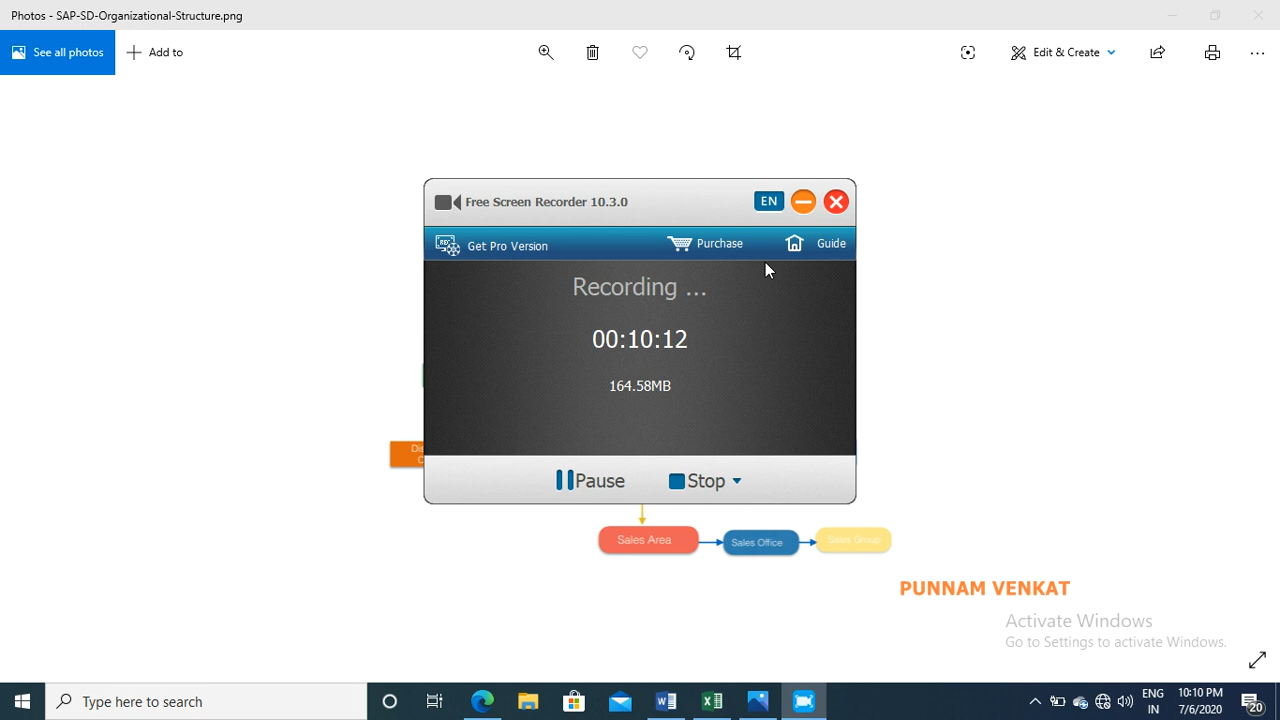 Photos - SAP-SD-Organizational-Structure.png
See all photos
Add to
Edit & Create
Free Screen Recorder 10.3.0
EN
Get Pro Version
Purchase
Guide
Recording ...
00:10:12
164.58MB
Pause
Stop
Sales Area
Sales Office
Sales Group
PUNNAM VENKAT
Activate Windows
Go to Settings to activate Windows.
Type here to search
ENG
IN
10:10 PM
7/6/2020
20